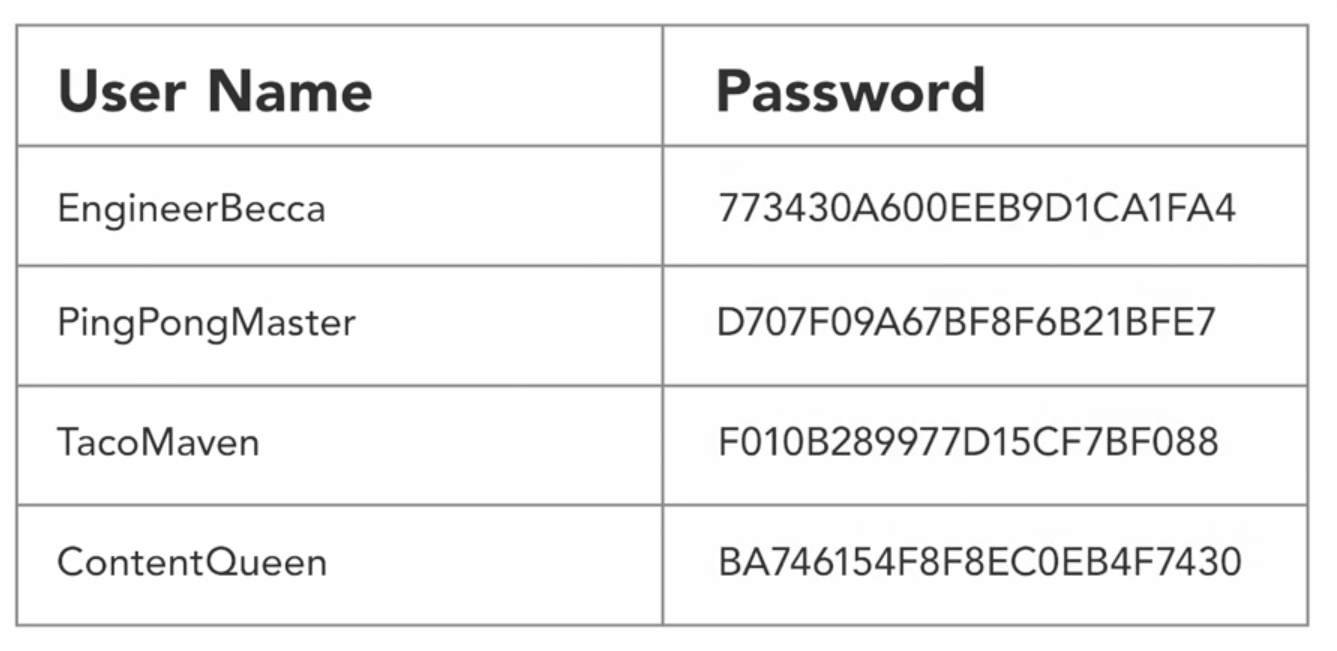 User Name Password
EngineerBecca 773430A600EEB9D1CA1FA4
PingPongMaster D707F09A67BF8F6B21BFE7
TacoMaven F010B289977D15CF7BF088
ContentQueen BA746154F8F8EC0EB4F7430